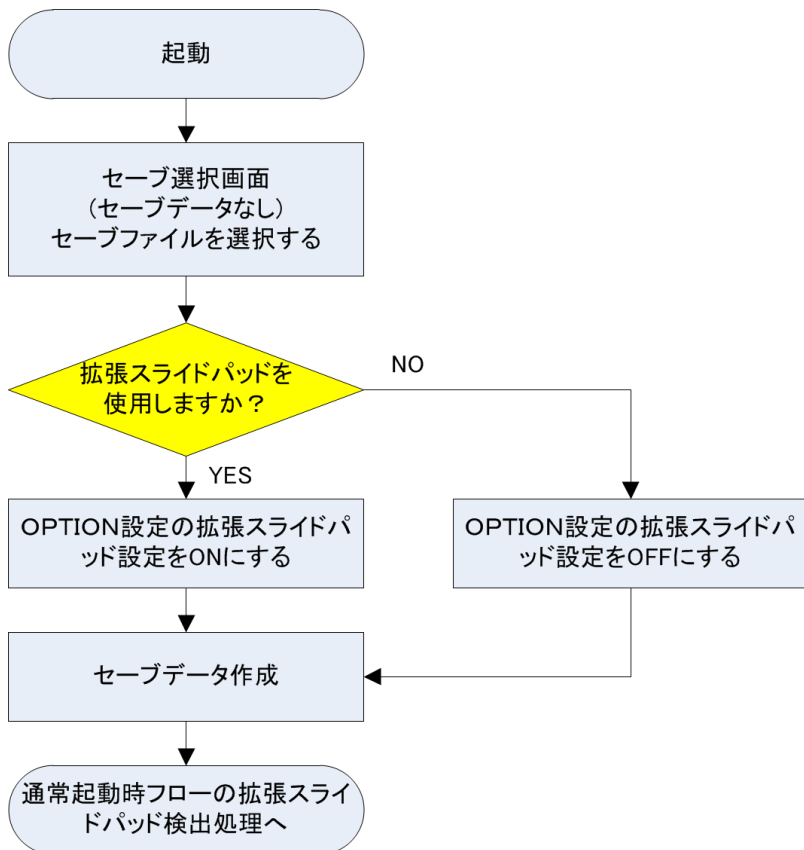 起動
セーブ選択画面
(セーブデータなし)
セーブファイルを選択する
拡張スライドパッドを
使用しますか？
NO
YES
OPTION設定の拡張スライドパ
ッド設定をONにする
OPTION設定の拡張スライドパ
ッド設定をOFFにする
セーブデータ作成
通常起動時フローの拡張スライ
ドパッド検出処理へ